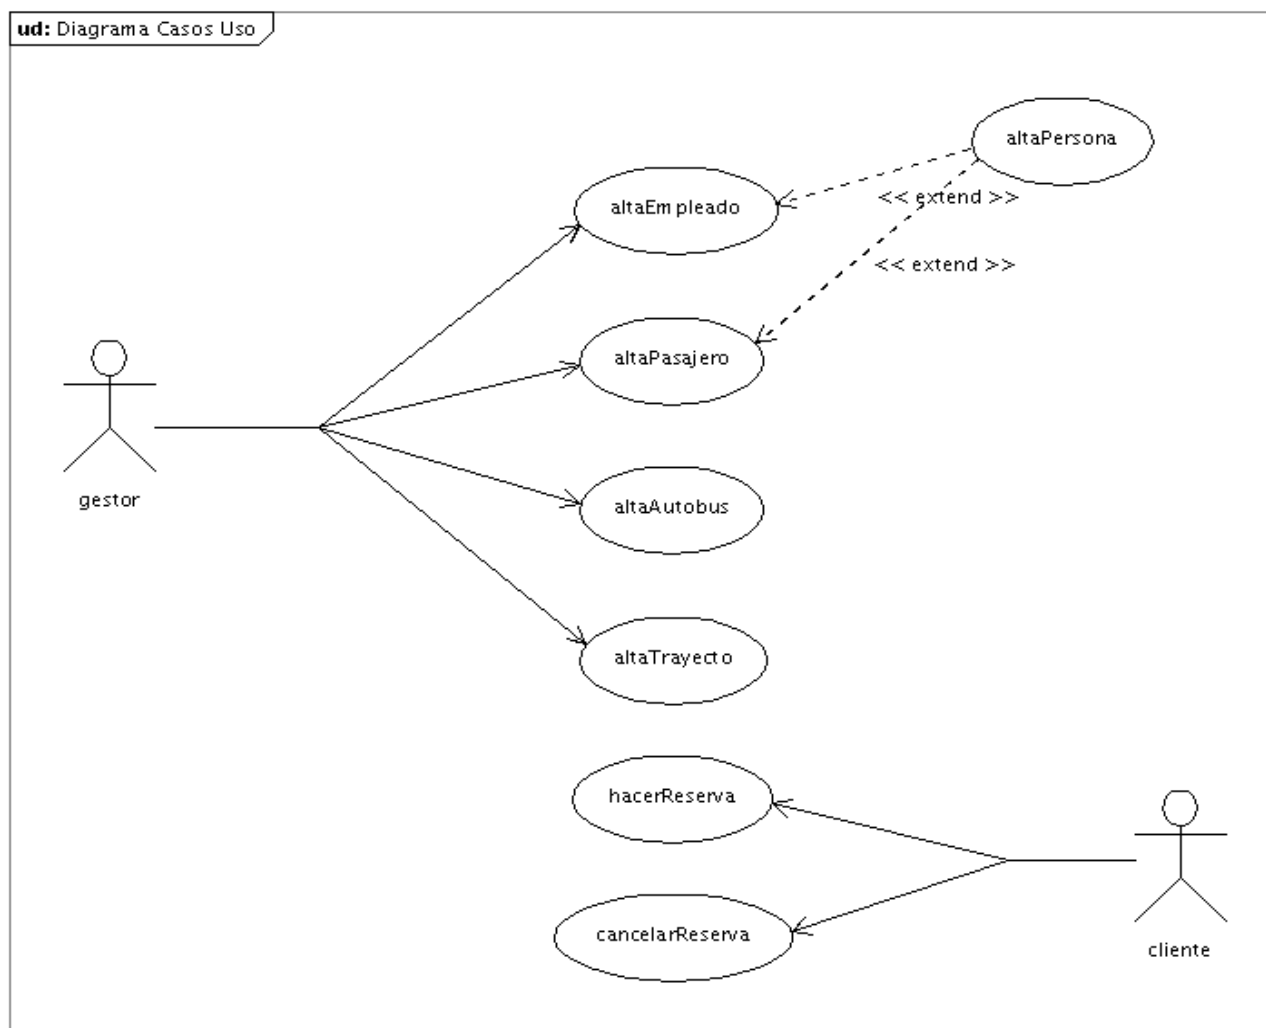 ud: Diagrama Casos Uso
altaPersona
altaEmpleado
<< extend >>
<< extend >>
altaPasajero
gestor
altaAutobus
altaTrayecto
hacerReserva
cancelarReserva
cliente